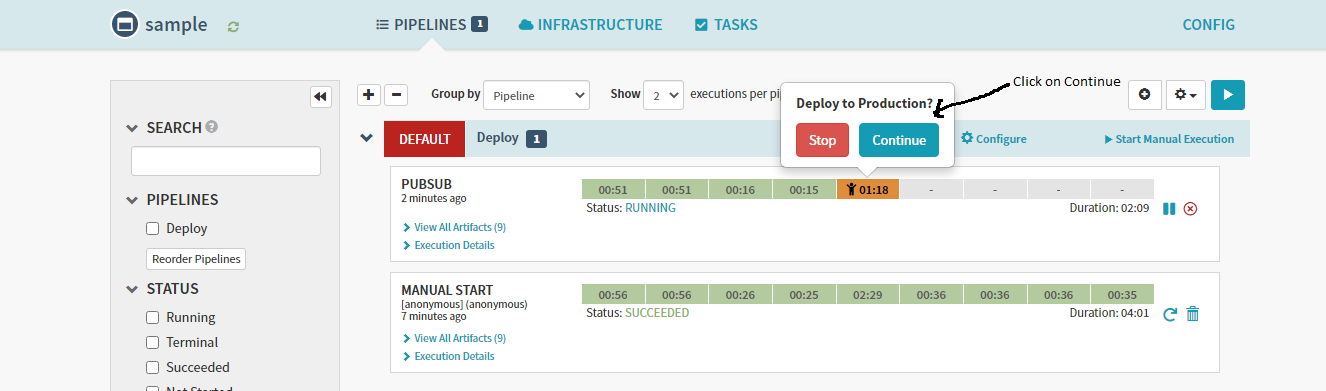 sample
PIPELINES 1
INFRASTRUCTURE
TASKS
CONFIG
SEARCH ?
PIPELINES
Deploy
Reorder Pipelines
STATUS
Running
Terminal
Succeeded
Not Started
Group by Pipeline Show 2 executions per pip
Deploy to Production?
Stop Continue
Click on Continue
DEFAULT Deploy 1 Configure Start Manual Execution
PUBSUB
2 minutes ago
00:51 00:51 00:16 00:15 01:18 - - - -
Status: RUNNING Duration: 02:09
View All Artifacts (9)
Execution Details
MANUAL START
[anonymous] (anonymous)
7 minutes ago
00:56 00:56 00:26 00:25 02:29 00:36 00:36 00:36 00:35
Status: SUCCEEDED Duration: 04:01
View All Artifacts (9)
Execution Details